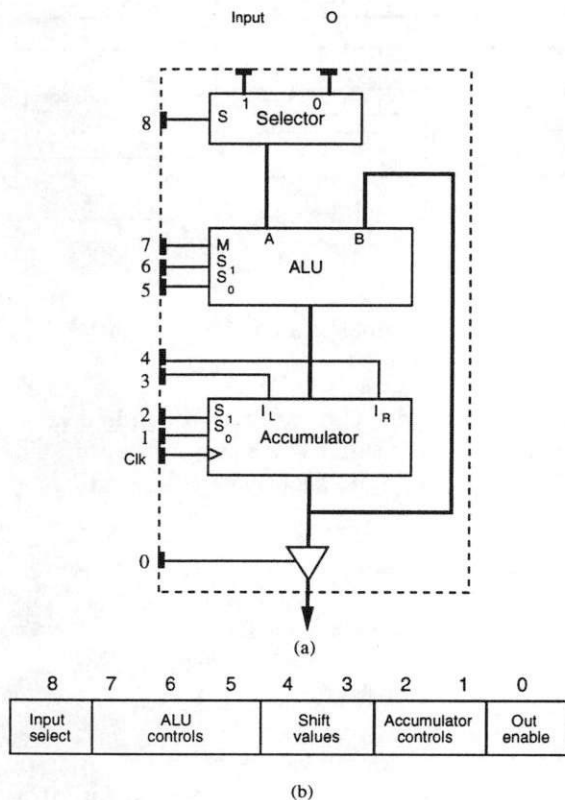 Input O
1 0
8 S Selector
A B
7 M
6 S1 ALU
5 S0
4
3
2 S1 IL IR
1 S0 Accumulator
Clk
0
(a)
8 7 6 5 4 3 2 1 0
Input select ALU controls Shift values Accumulator controls Out enable
(b)